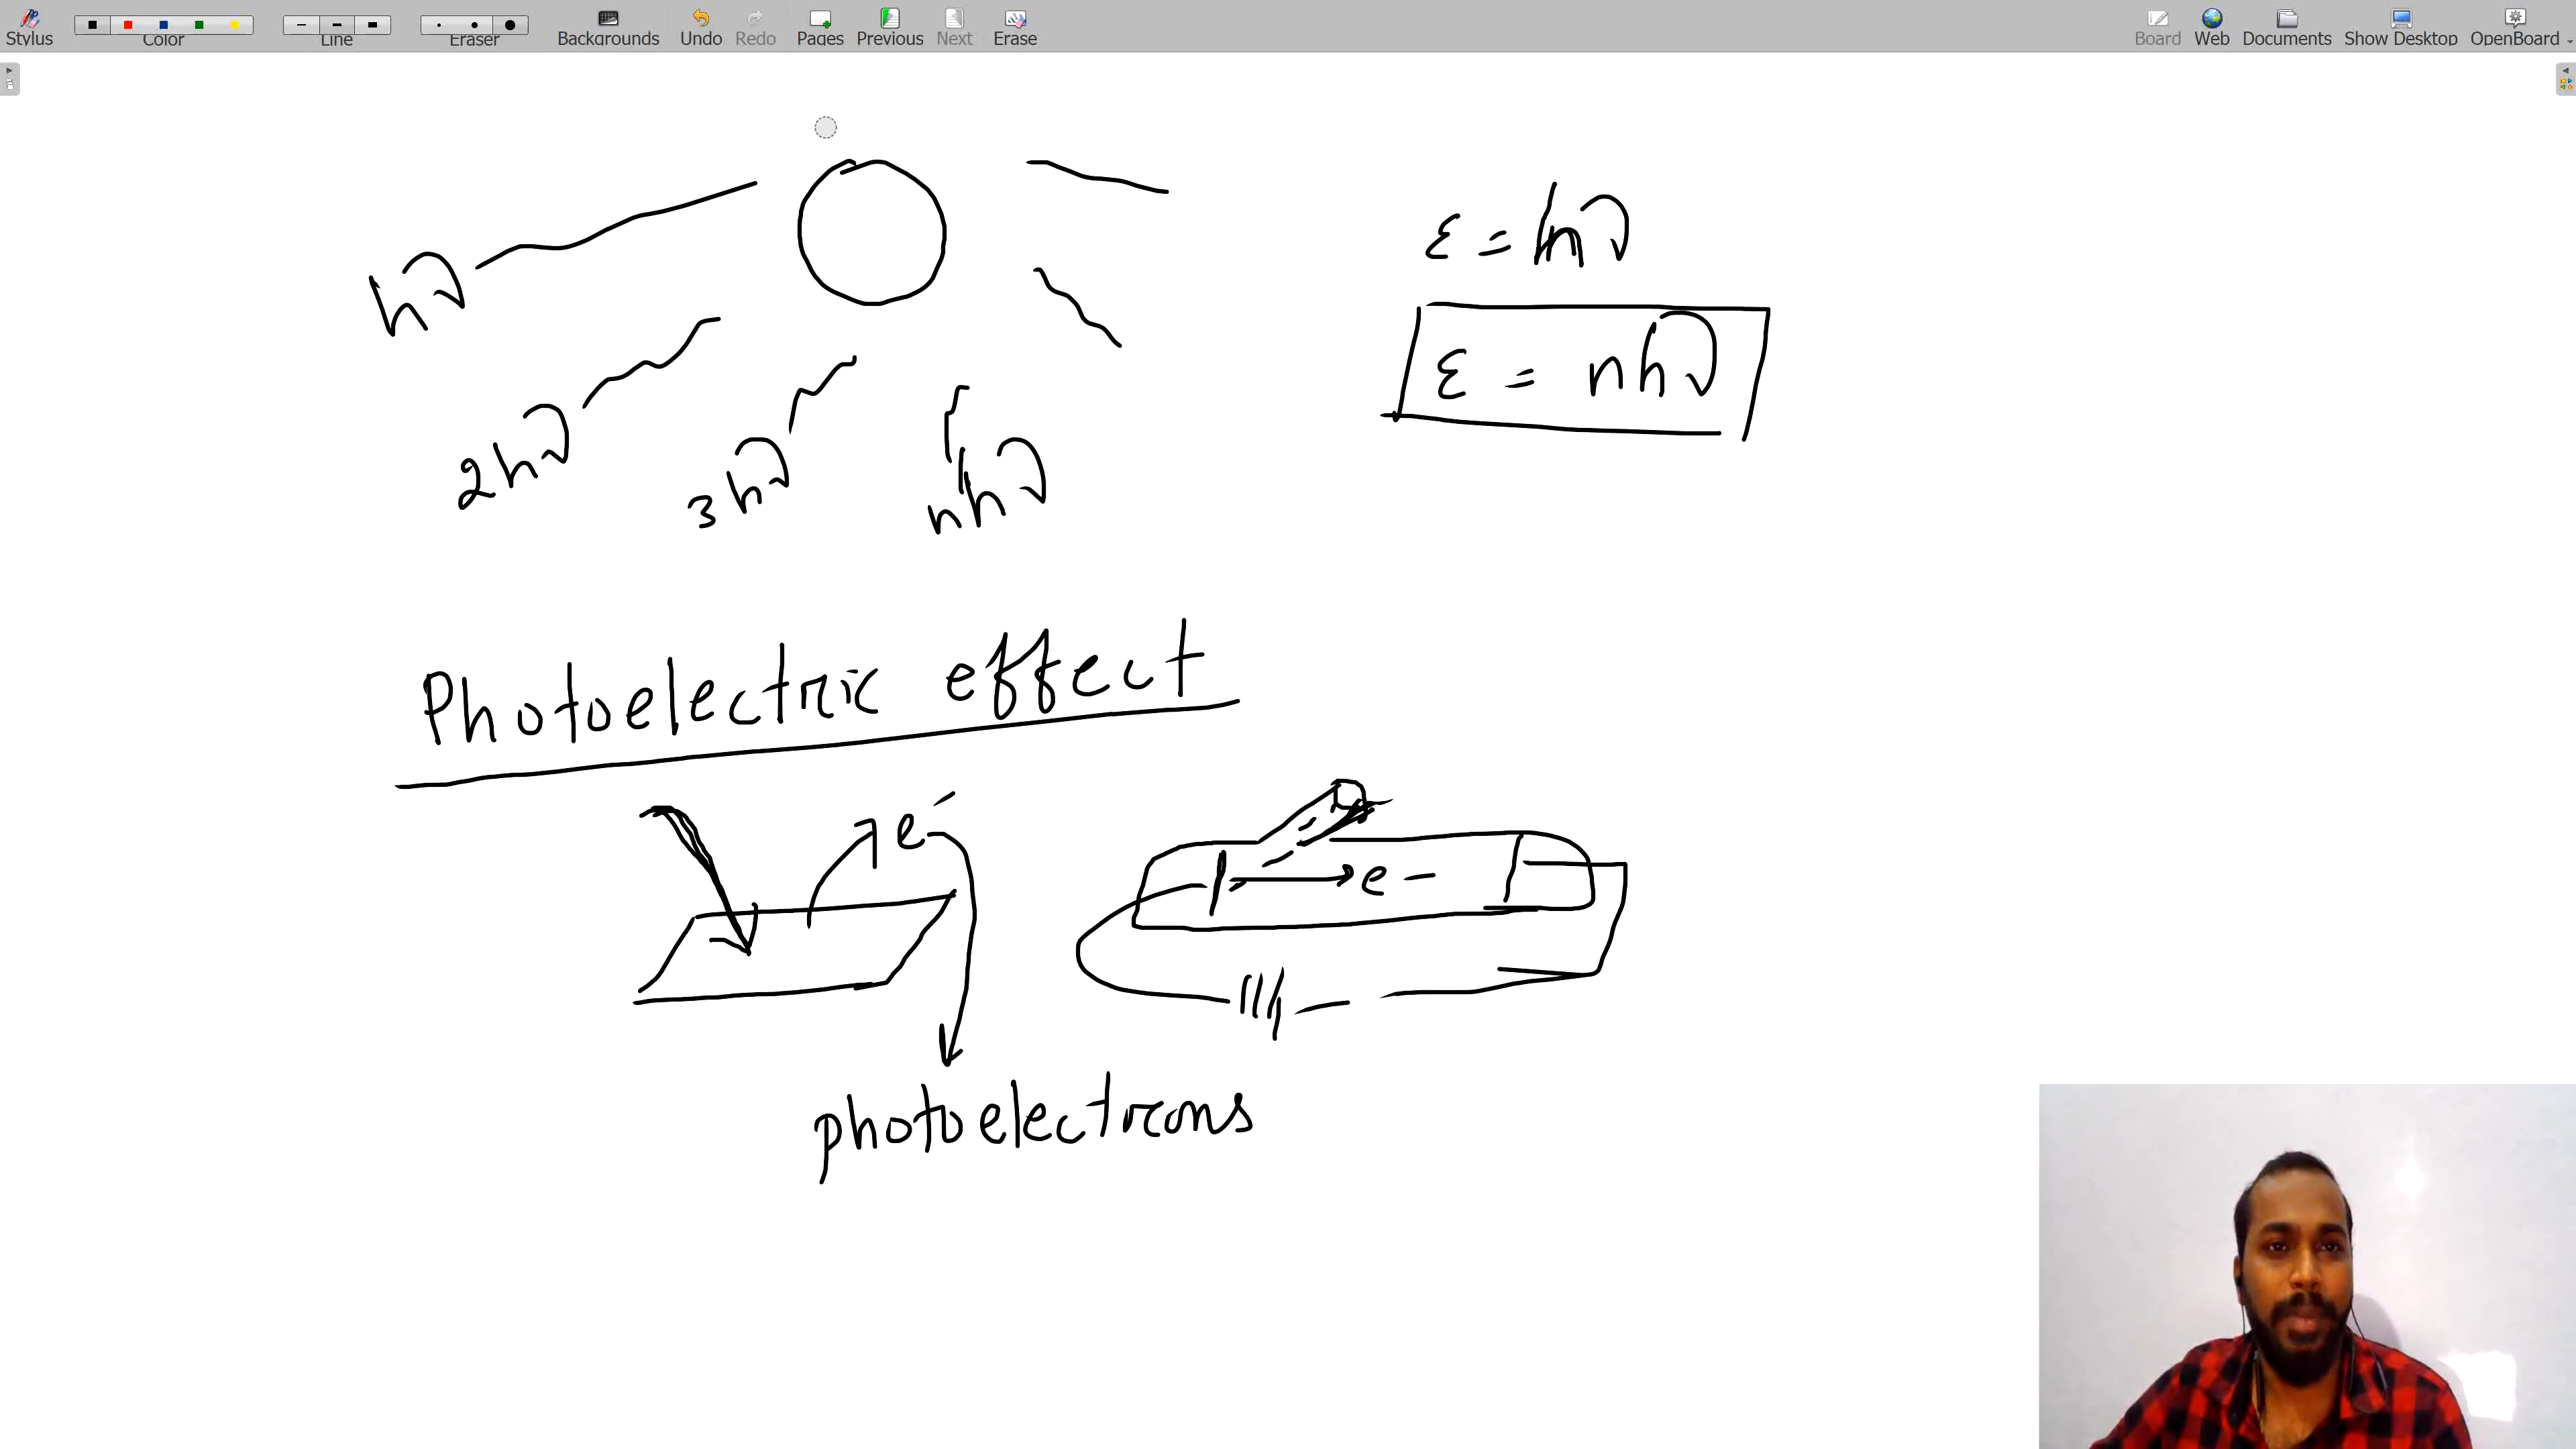 Stylus Color Line Eraser Backgrounds Undo Redo Pages Previous Next Erase Board Web Documents Show Desktop OpenBoard
hν
2hν
3hν
nhν
ε = hν
ε = nhν
Photoelectric effect
e⁻
e −
photoelectrons